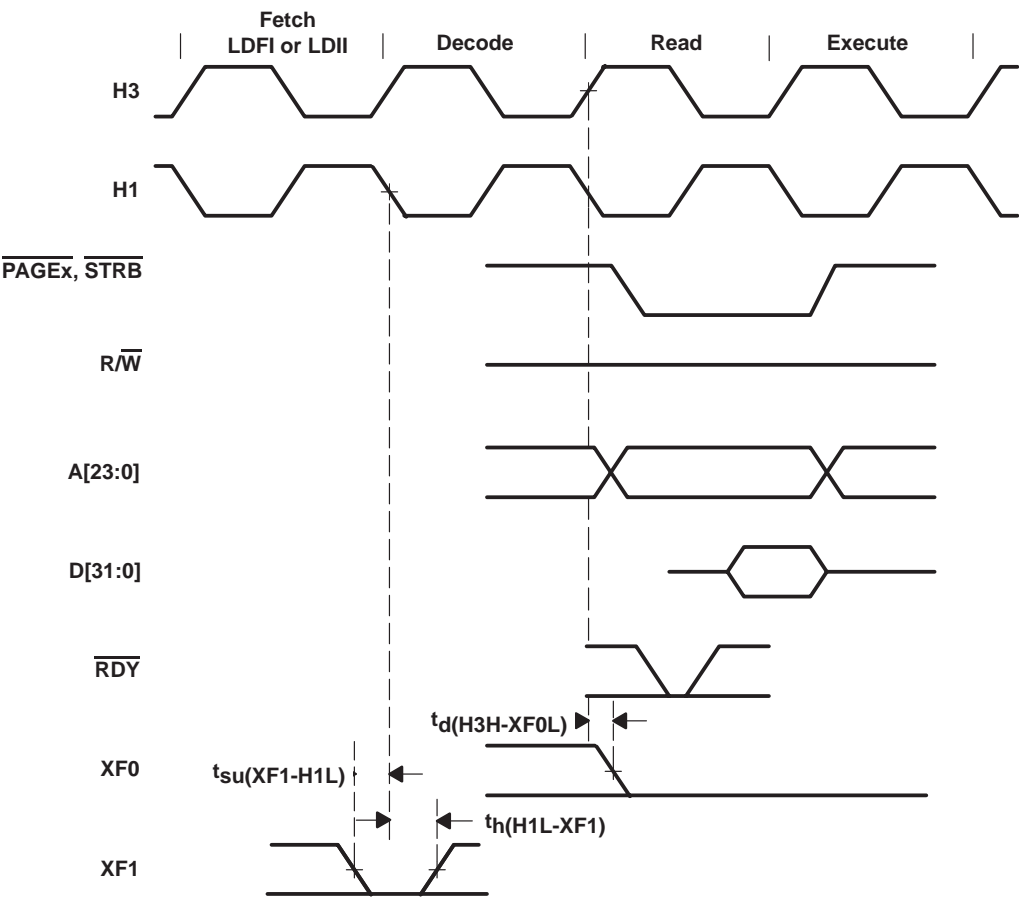 Fetch
LDFI or LDII
Decode
Read
Execute
H3
H1
PAGEx, STRB
R/W
A[23:0]
D[31:0]
RDY
td(H3H-XF0L)
XF0
tsu(XF1-H1L)
th(H1L-XF1)
XF1